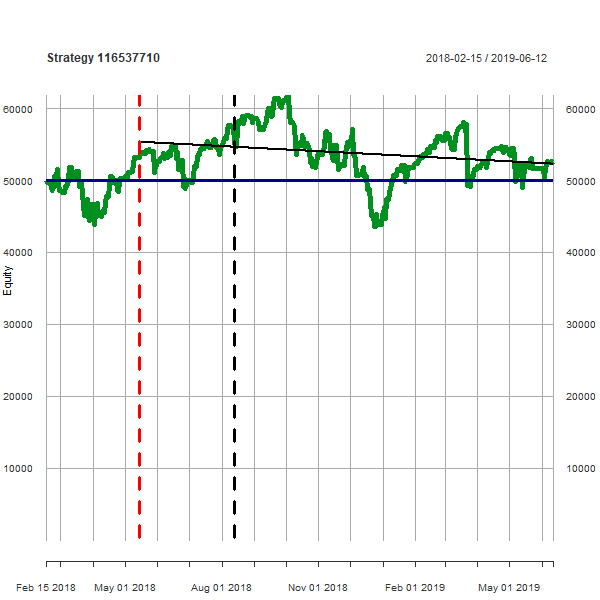 Strategy 116537710
2018-02-15 / 2019-06-12
60000
60000
50000
50000
40000
40000
30000
30000
20000
20000
10000
10000
Equity
Feb 15 2018
May 01 2018
Aug 01 2018
Nov 01 2018
Feb 01 2019
May 01 2019